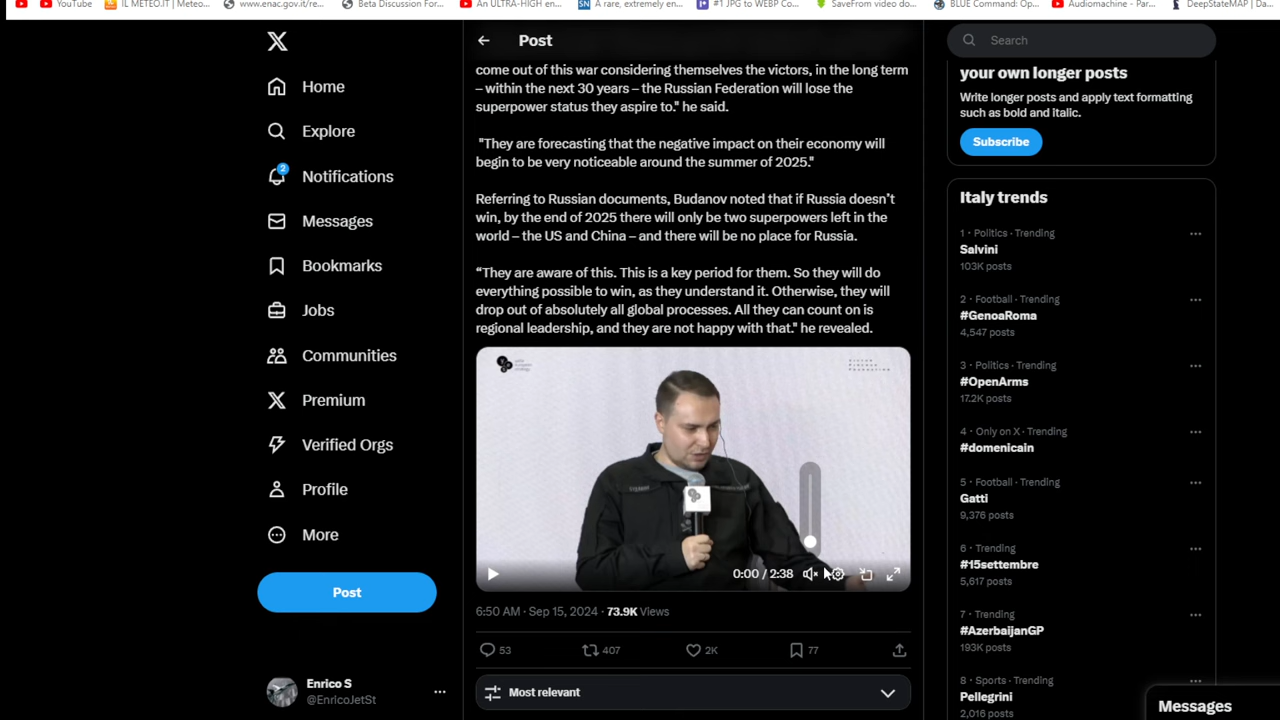 YouTube
IL METEO.IT | Meteo...
www.enac.gov.it/re...
Beta Discussion For...
An ULTRA-HIGH en...
A rare, extremely en...
#1 JPG to WEBP Co...
SaveFrom video do...
BLUE Command: Op...
Audiomachine - Par...
DeepStateMAP | Da...
Post
Search
Home
Explore
2
Notifications
Messages
Bookmarks
Jobs
Communities
Premium
Verified Orgs
Profile
More
Post
Enrico S
@EnricoJetSt
come out of this war considering themselves the victors, in the long term
– within the next 30 years – the Russian Federation will lose the
superpower status they aspire to." he said.
"They are forecasting that the negative impact on their economy will
begin to be very noticeable around the summer of 2025."
Referring to Russian documents, Budanov noted that if Russia doesn't
win, by the end of 2025 there will only be two superpowers left in the
world – the US and China – and there will be no place for Russia.
“They are aware of this. This is a key period for them. So they will do
everything possible to win, as they understand it. Otherwise, they will
drop out of absolutely all global processes. All they can count on is
regional leadership, and they are not happy with that." he revealed.
0:00 / 2:38
6:50 AM · Sep 15, 2024 · 73.9K Views
53 407 2K 77
Most relevant
your own longer posts
Write longer posts and apply text formatting
such as bold and italic.
Subscribe
Italy trends
1 · Politics · Trending
Salvini
103K posts
2 · Football · Trending
#GenoaRoma
4,547 posts
3 · Politics · Trending
#OpenArms
17.2K posts
4 · Only on X · Trending
#domenicain
5 · Football · Trending
Gatti
9,376 posts
6 · Trending
#15settembre
5,617 posts
7 · Trending
#AzerbaijanGP
193K posts
8 · Sports · Trending
Pellegrini
2,016 posts
Messages